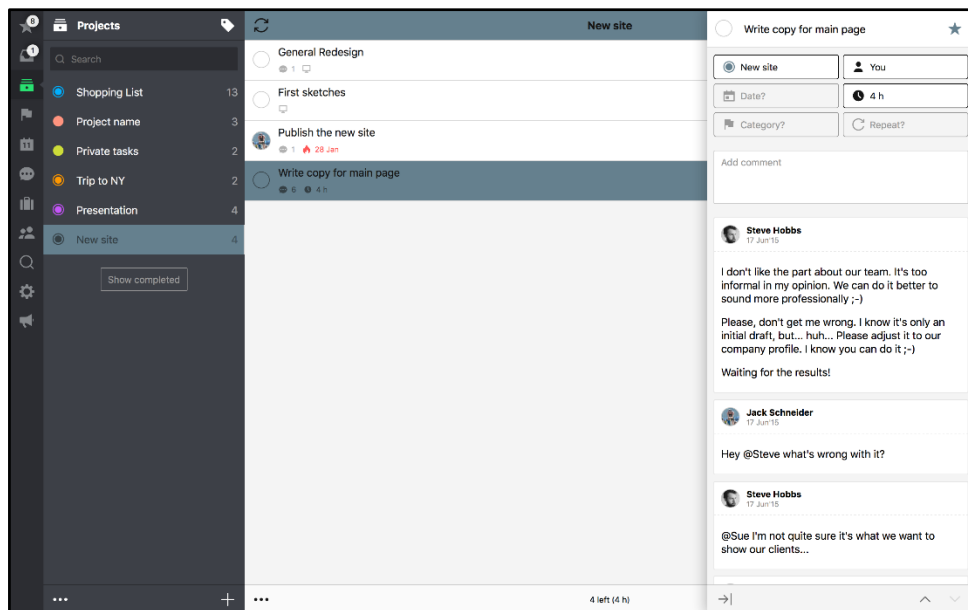 8
1
11
Projects
Search
Shopping List 13
Project name 3
Private tasks 2
Trip to NY 2
Presentation 4
New site 4
Show completed
New site
General Redesign
1
First sketches
Publish the new site
1 28 Jan
Write copy for main page
6 4 h
4 left (4 h)
Write copy for main page
New site You
Date? 4 h
Category? Repeat?
Add comment
Steve Hobbs
17 Jun'15
I don't like the part about our team. It's too
informal in my opinion. We can do it better to
sound more professionally ;-)
Please, don't get me wrong. I know it's only an
initial draft, but... huh... Please adjust it to our
company profile. I know you can do it ;-)
Waiting for the results!
Jack Schneider
17 Jun'15
Hey @Steve what's wrong with it?
Steve Hobbs
17 Jun'15
@Sue I'm not quite sure it's what we want to
show our clients...